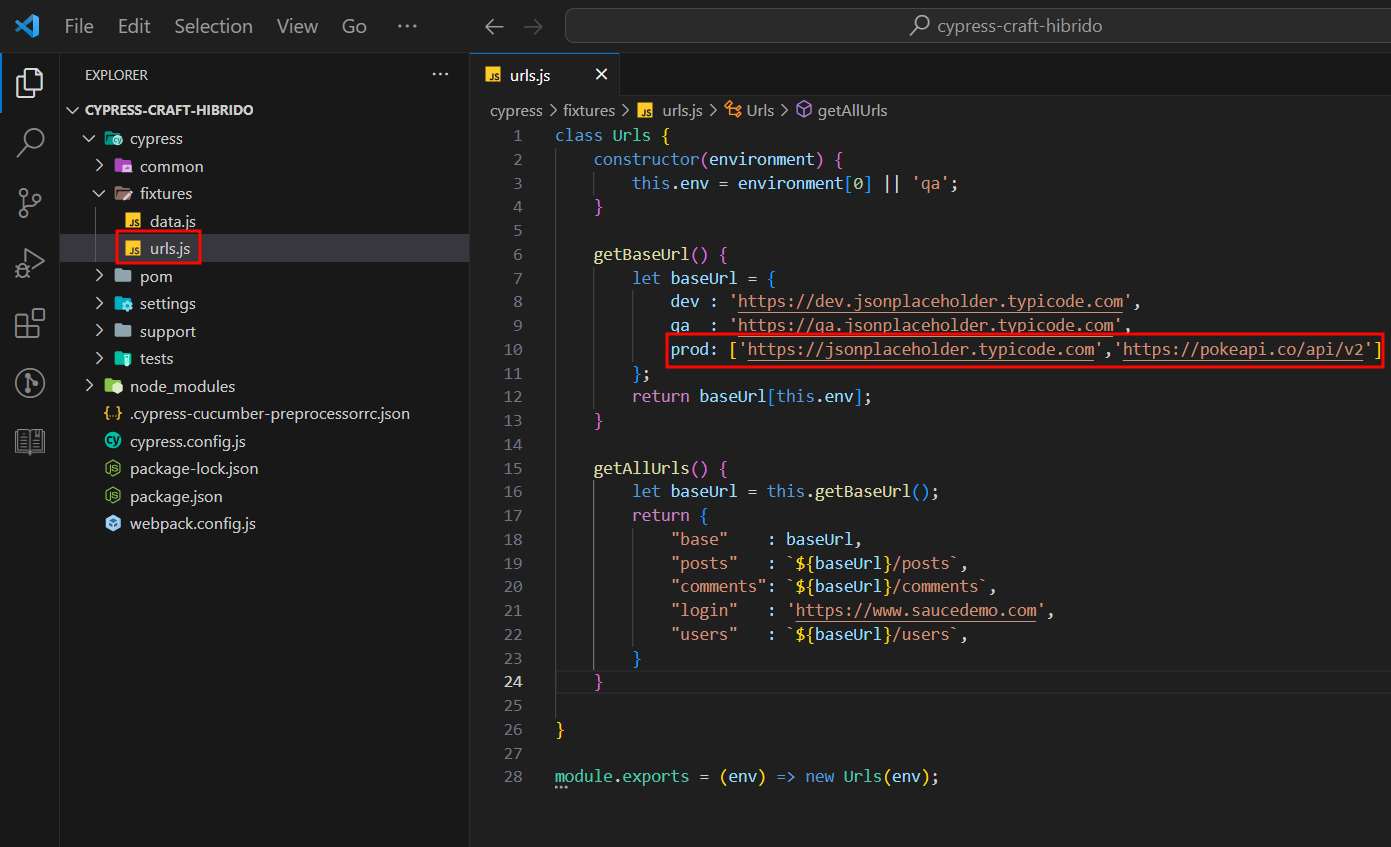 File Edit Selection View Go ··· cypress-craft-hibrido
EXPLORER ···
CYPRESS-CRAFT-HIBRIDO
cypress
common
fixtures
data.js
urls.js
pom
settings
support
tests
node_modules
.cypress-cucumber-preprocessorrc.json
cypress.config.js
package-lock.json
package.json
webpack.config.js
urls.js
cypress > fixtures > urls.js > Urls > getAllUrls
1 class Urls {
2 constructor(environment) {
3 this.env = environment[0] || 'qa';
4 }
5
6 getBaseUrl() {
7 let baseUrl = {
8 dev : 'https://dev.jsonplaceholder.typicode.com',
9 qa : 'https://qa.jsonplaceholder.typicode.com',
10 prod: ['https://jsonplaceholder.typicode.com','https://pokeapi.co/api/v2']
11 };
12 return baseUrl[this.env];
13 }
14
15 getAllUrls() {
16 let baseUrl = this.getBaseUrl();
17 return {
18 "base" : baseUrl,
19 "posts" : `${baseUrl}/posts`,
20 "comments": `${baseUrl}/comments`,
21 "login" : 'https://www.saucedemo.com',
22 "users" : `${baseUrl}/users`,
23 }
24 }
25
26 }
27
28 module.exports = (env) => new Urls(env);